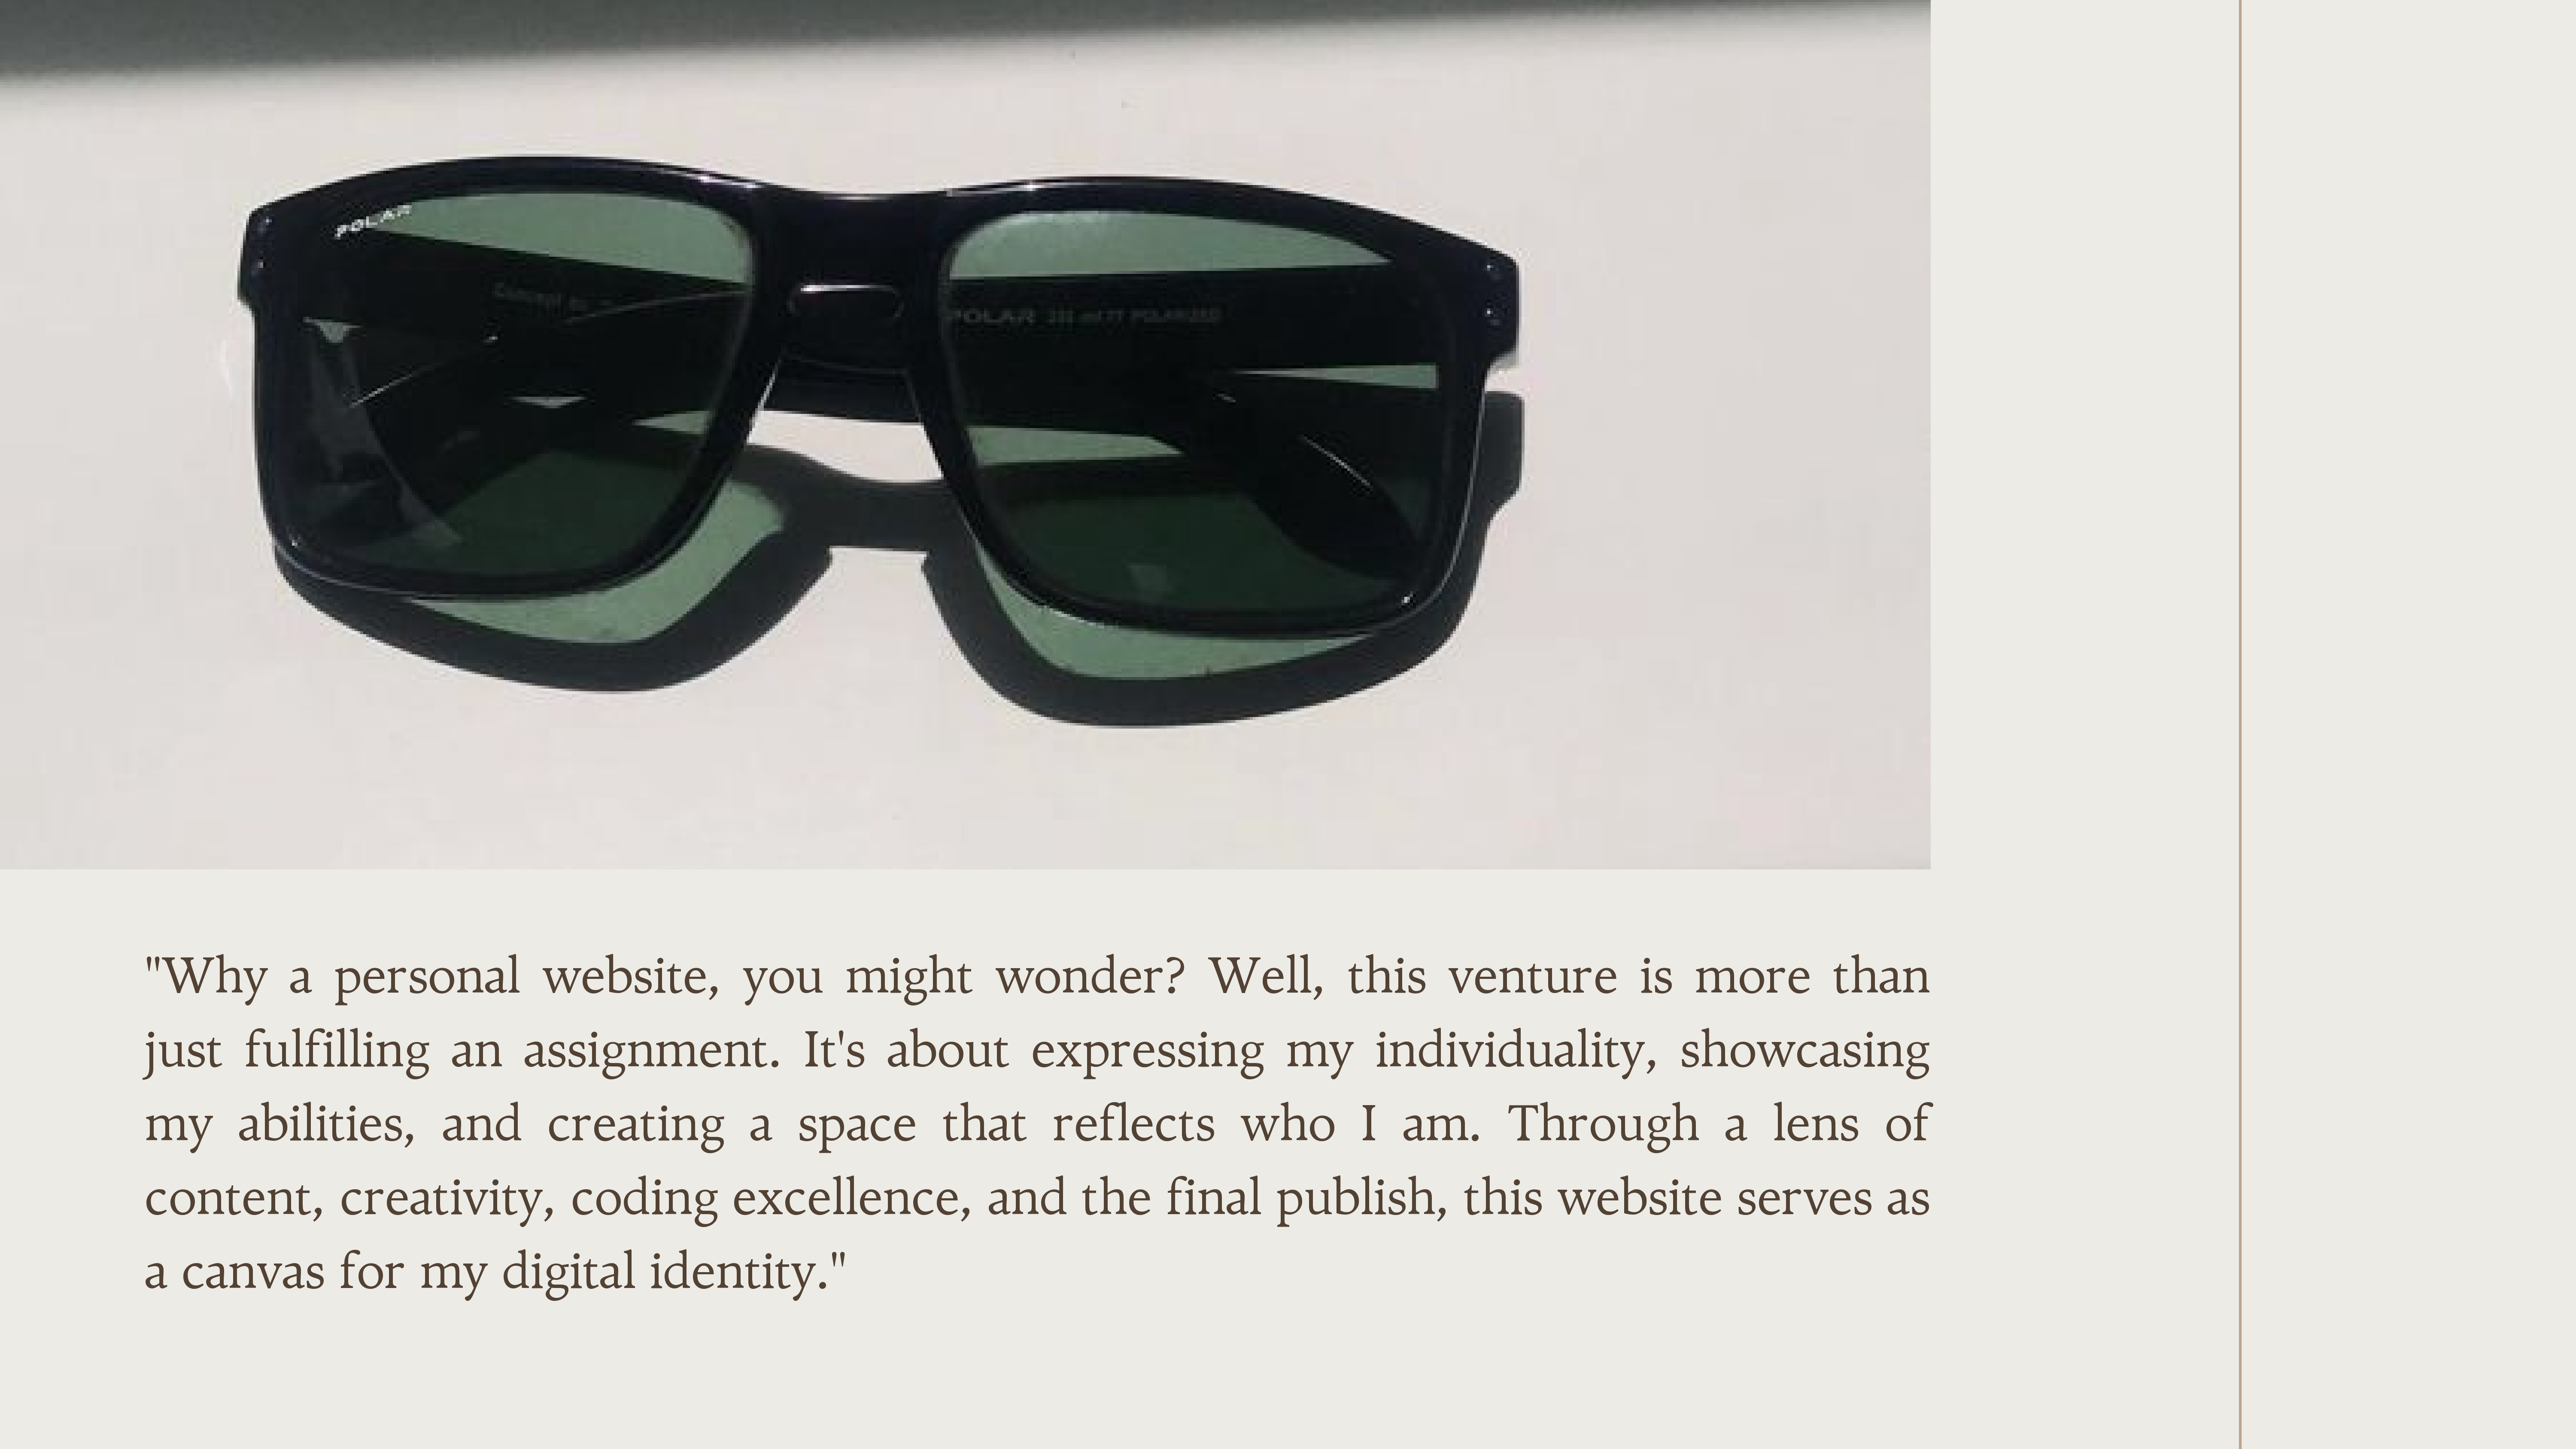 POLAR
POLAR
POLARIZED
"Why a personal website, you might wonder? Well, this venture is more than
just fulfilling an assignment. It's about expressing my individuality, showcasing
my abilities, and creating a space that reflects who I am. Through a lens of
content, creativity, coding excellence, and the final publish, this website serves as
a canvas for my digital identity."